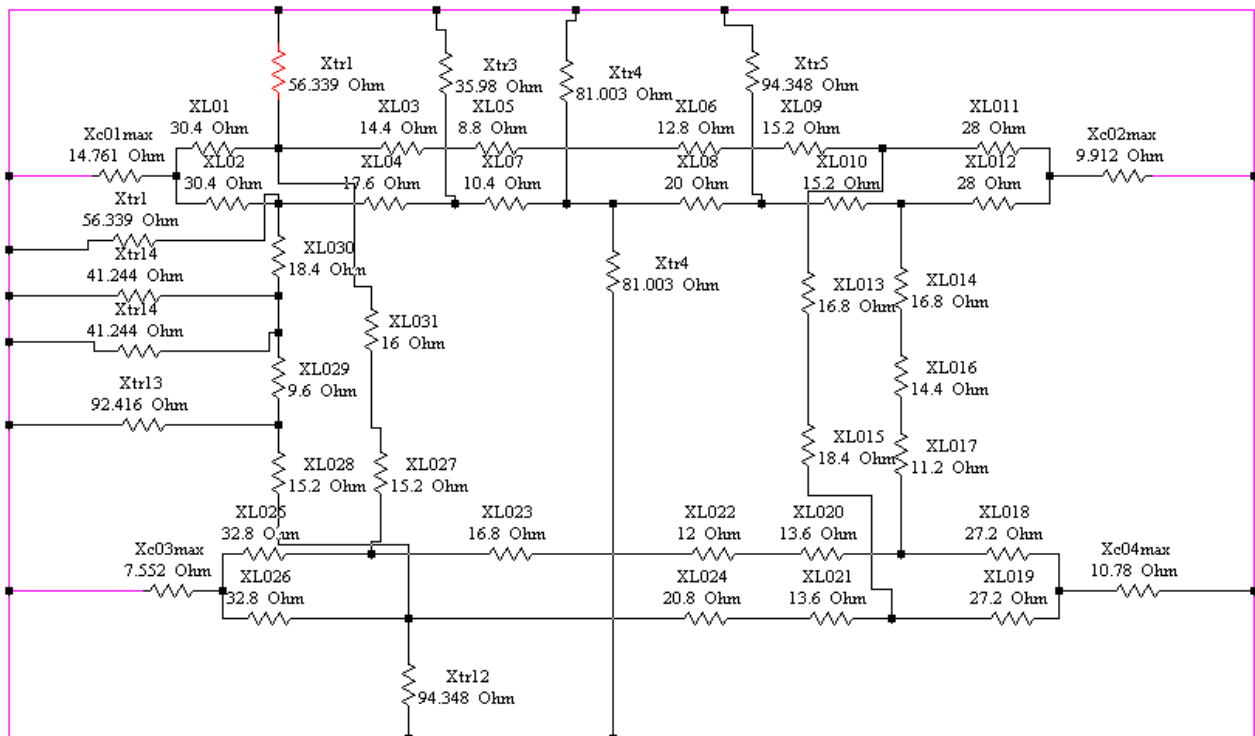 Xtr1
56.339 Ohm
Xtr3
35.98 Ohm
Xtr4
81.003 Ohm
Xtr5
94.348 Ohm
XL01
30.4 Ohm
XL03
14.4 Ohm
XL05
8.8 Ohm
XL06
12.8 Ohm
XL09
15.2 Ohm
XL011
28 Ohm
Xc01max
14.761 Ohm
Xc02max
9.912 Ohm
XL02
30.4 Ohm
XL04
17.6 Ohm
XL07
10.4 Ohm
XL08
20 Ohm
XL010
15.2 Ohm
XL012
28 Ohm
Xtr1
56.339 Ohm
Xtr14
41.244 Ohm
Xtr14
41.244 Ohm
Xtr13
92.416 Ohm
XL030
18.4 Ohm
XL031
16 Ohm
XL029
9.6 Ohm
XL028
15.2 Ohm
XL027
15.2 Ohm
Xtr4
81.003 Ohm
XL013
16.8 Ohm
XL014
16.8 Ohm
XL016
14.4 Ohm
XL015
18.4 Ohm
XL017
11.2 Ohm
XL025
32.8 Ohm
XL023
16.8 Ohm
XL022
12 Ohm
XL020
13.6 Ohm
XL018
27.2 Ohm
Xc03max
7.552 Ohm
Xc04max
10.78 Ohm
XL026
32.8 Ohm
XL024
20.8 Ohm
XL021
13.6 Ohm
XL019
27.2 Ohm
Xtr12
94.348 Ohm